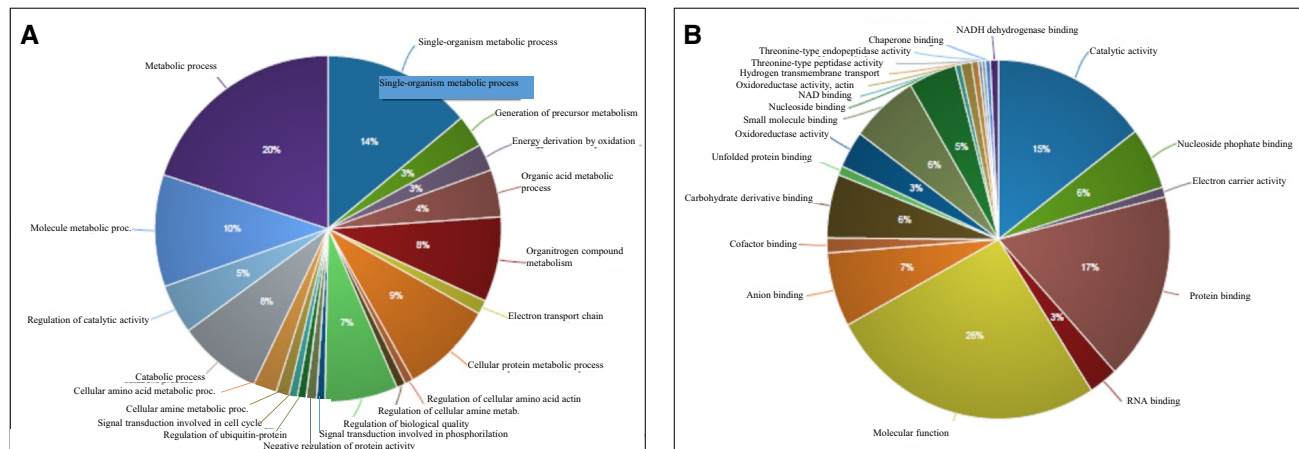 A
Single-organism metabolic process
Metabolic process
Single-organism metabolic process
Generation of precursor metabolism
Energy derivation by oxidation
Organic acid metabolic
process
Organitrogen compound
metabolism
Electron transport chain
Cellular protein metabolic process
Regulation of cellular amino acid actin
Regulation of cellular amine metab.
Regulation of biological quality
Signal transduction involved in phosphorilation
Negative regulation of protein activity
Regulation of ubiquitin-protein
Signal transduction involved in cell cycle
Cellular amine metabolic proc.
Cellular amino acid metabolic proc.
Catabolic process
Regulation of catalytic activity
Molecule metabolic proc.
20%
14%
3%
3%
4%
8%
9%
7%
8%
5%
10%
B
NADH dehydrogenase binding
Chaperone binding
Threonine-type endopeptidase activity
Threonine-type peptidase activity
Hydrogen transmembrane transport
Oxidoreductase activity, actin
NAD binding
Nucleoside binding
Small molecule binding
Oxidoreductase activity
Unfolded protein binding
Carbohydrate derivative binding
Cofactor binding
Anion binding
Molecular function
RNA binding
Protein binding
Electron carrier activity
Nucleoside phophate binding
Catalytic activity
15%
6%
17%
3%
26%
7%
6%
3%
6%
5%